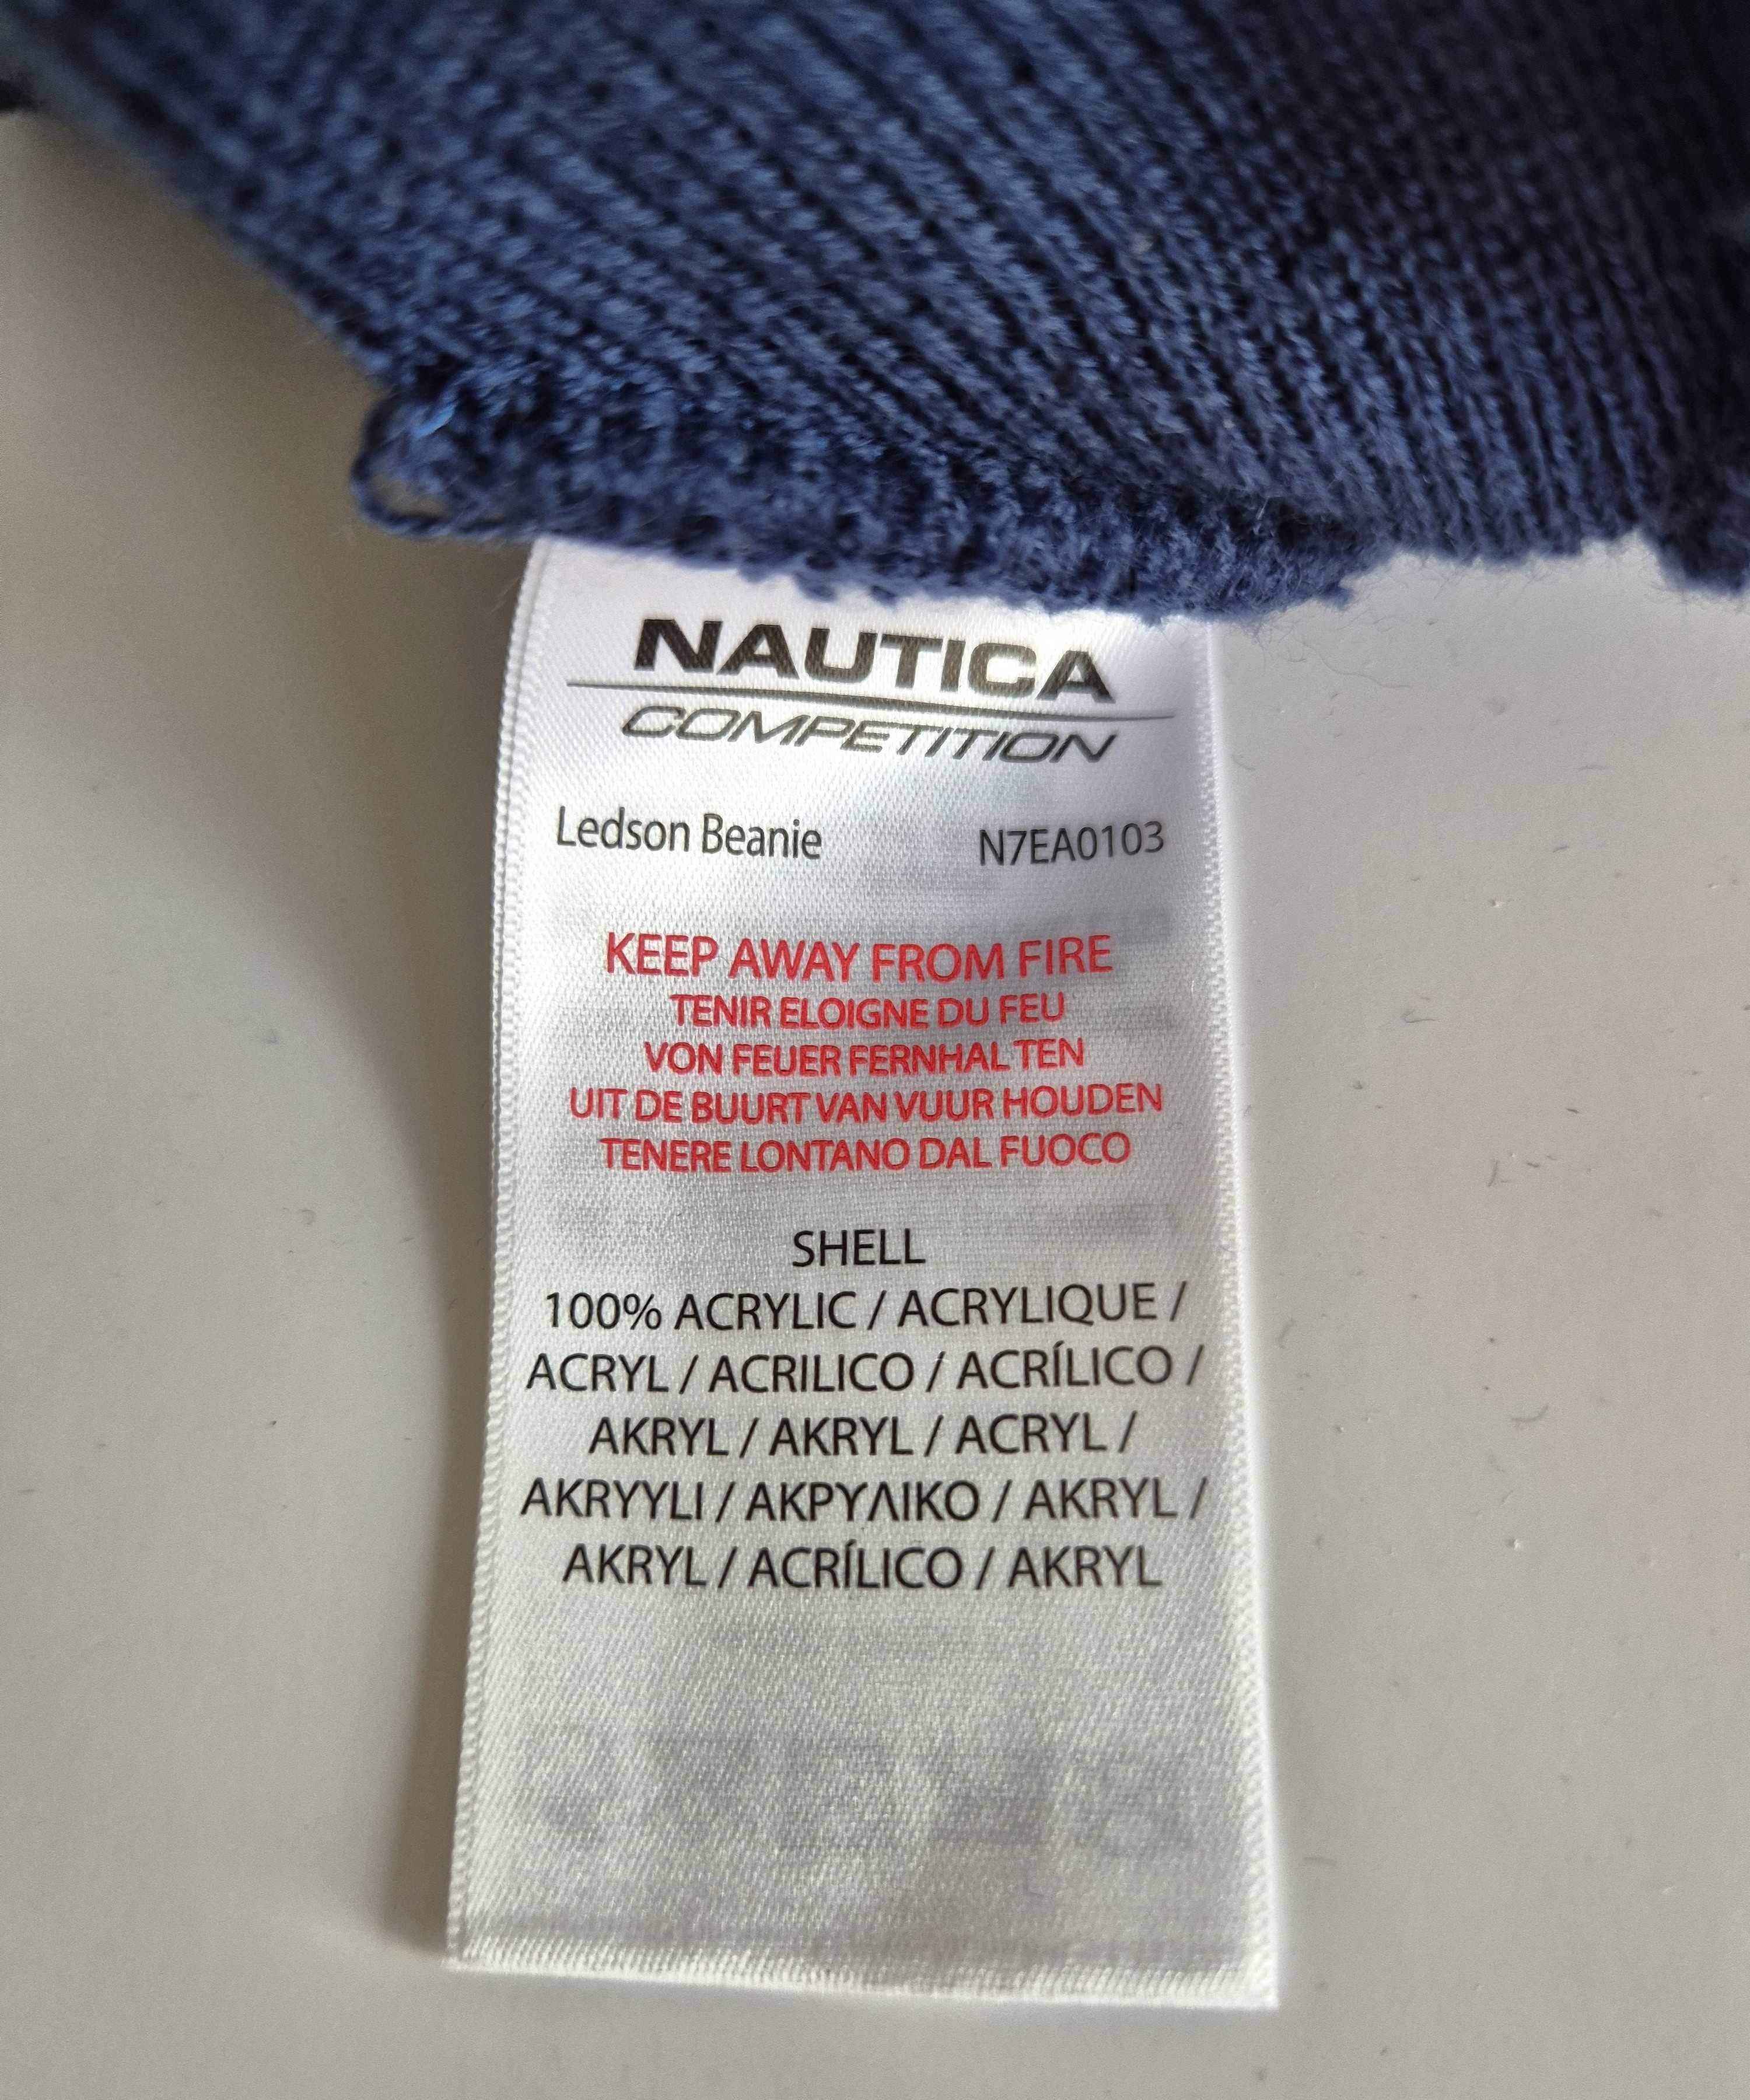 NAUTICA
COMPETITION
Ledson Beanie N7EA0103
KEEP AWAY FROM FIRE
TENIR ELOIGNE DU FEU
VON FEUER FERNHALTEN
UIT DE BUURT VAN VUUR HOUDEN
TENERE LONTANO DAL FUOCO
SHELL
100% ACRYLIC / ACRYLIQUE /
ACRYL / ACRILICO / ACRÍLICO /
AKRYL / AKRYL / ACRYL /
AKRYYLI / ΑΚΡΥΛΙΚΟ / AKRYL /
AKRYL / ACRÍLICO / AKRYL